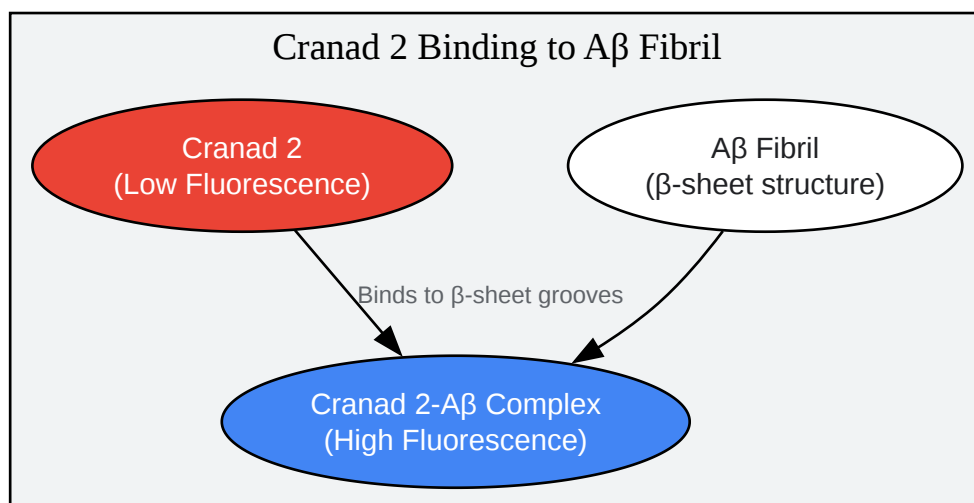 Cranad 2 Binding to Aβ Fibril
Cranad 2
(Low Fluorescence)
Aβ Fibril
(β-sheet structure)
Binds to β-sheet grooves
Cranad 2-Aβ Complex
(High Fluorescence)